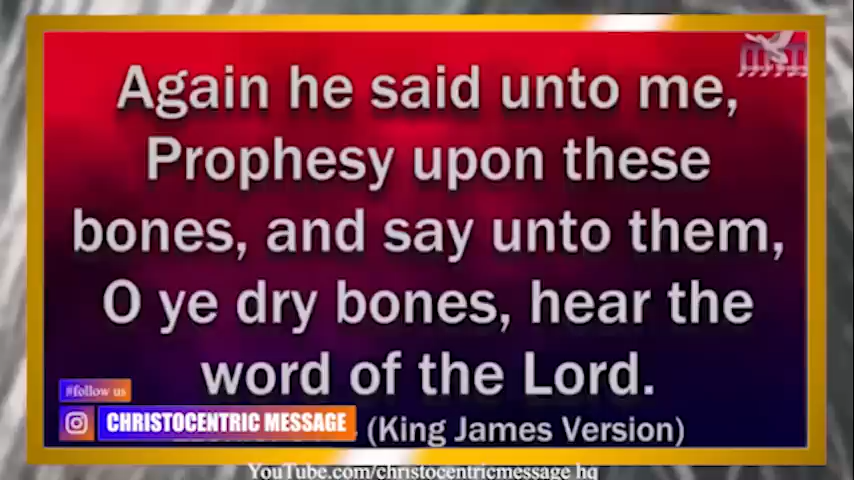 Again he said unto me,
Prophesy upon these
bones, and say unto them,
O ye dry bones, hear the
word of the Lord.
#follow us
CHRISTOCENTRIC MESSAGE
(King James Version)
YouTube.com/christocentricmessage hq